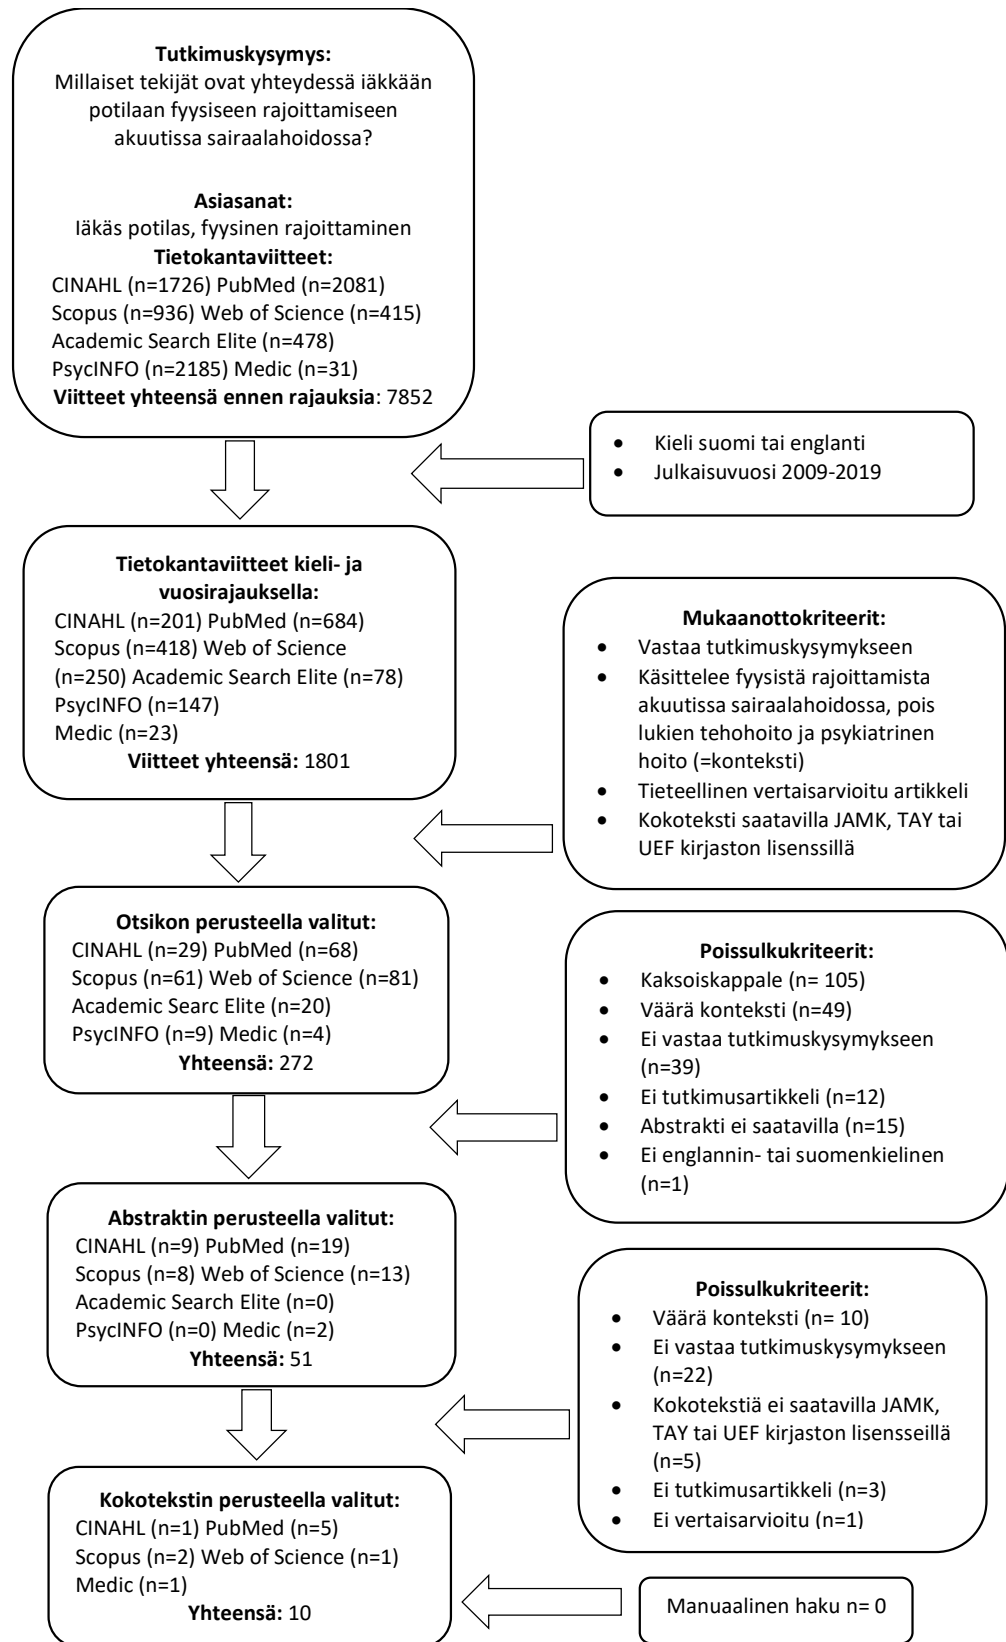 Tutkimuskysymys:
Millaiset tekijät ovat yhteydessä iäkkään
potilaan fyysiseen rajoittamiseen
akuutissa sairaalahoidossa?
Asiasanat:
Iäkäs potilas, fyysinen rajoittaminen
Tietokantaviitteet:
CINAHL (n=1726) PubMed (n=2081)
Scopus (n=936) Web of Science (n=415)
Academic Search Elite (n=478)
PsycINFO (n=2185) Medic (n=31)
Viitteet yhteensä ennen rajauksia: 7852
• Kieli suomi tai englanti
• Julkaisuvuosi 2009-2019
Tietokantaviitteet kieli- ja
vuosirajauksella:
CINAHL (n=201) PubMed (n=684)
Scopus (n=418) Web of Science
(n=250) Academic Search Elite (n=78)
PsycINFO (n=147)
Medic (n=23)
Viitteet yhteensä: 1801
Mukaanottokriteerit:
• Vastaa tutkimuskysymykseen
• Käsittelee fyysistä rajoittamista
akuutissa sairaalahoidossa, pois
lukien tehohoito ja psykiatrinen
hoito (=konteksti)
• Tieteellinen vertaisarvioitu artikkeli
• Kokoteksti saatavilla JAMK, TAY tai
UEF kirjaston lisenssillä
Otsikon perusteella valitut:
CINAHL (n=29) PubMed (n=68)
Scopus (n=61) Web of Science (n=81)
Academic Searc Elite (n=20)
PsycINFO (n=9) Medic (n=4)
Yhteensä: 272
Poissulkukriteerit:
• Kaksoiskappale (n= 105)
• Väärä konteksti (n=49)
• Ei vastaa tutkimuskysymykseen
(n=39)
• Ei tutkimusartikkeli (n=12)
• Abstrakti ei saatavilla (n=15)
• Ei englannin- tai suomenkielinen
(n=1)
Abstraktin perusteella valitut:
CINAHL (n=9) PubMed (n=19)
Scopus (n=8) Web of Science (n=13)
Academic Search Elite (n=0)
PsycINFO (n=0) Medic (n=2)
Yhteensä: 51
Poissulkukriteerit:
• Väärä konteksti (n= 10)
• Ei vastaa tutkimuskysymykseen
(n=22)
• Kokotekstiä ei saatavilla JAMK,
TAY tai UEF kirjaston lisensseillä
(n=5)
• Ei tutkimusartikkeli (n=3)
• Ei vertaisarvioitu (n=1)
Kokotekstin perusteella valitut:
CINAHL (n=1) PubMed (n=5)
Scopus (n=2) Web of Science (n=1)
Medic (n=1)
Yhteensä: 10
Manuaalinen haku n= 0